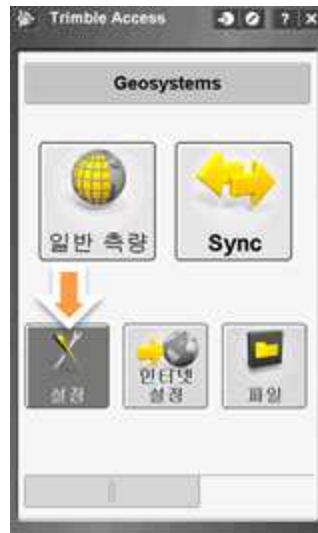 Trimble Access
Geosystems
일반 측량
Sync
설정
인터넷
설정
파일